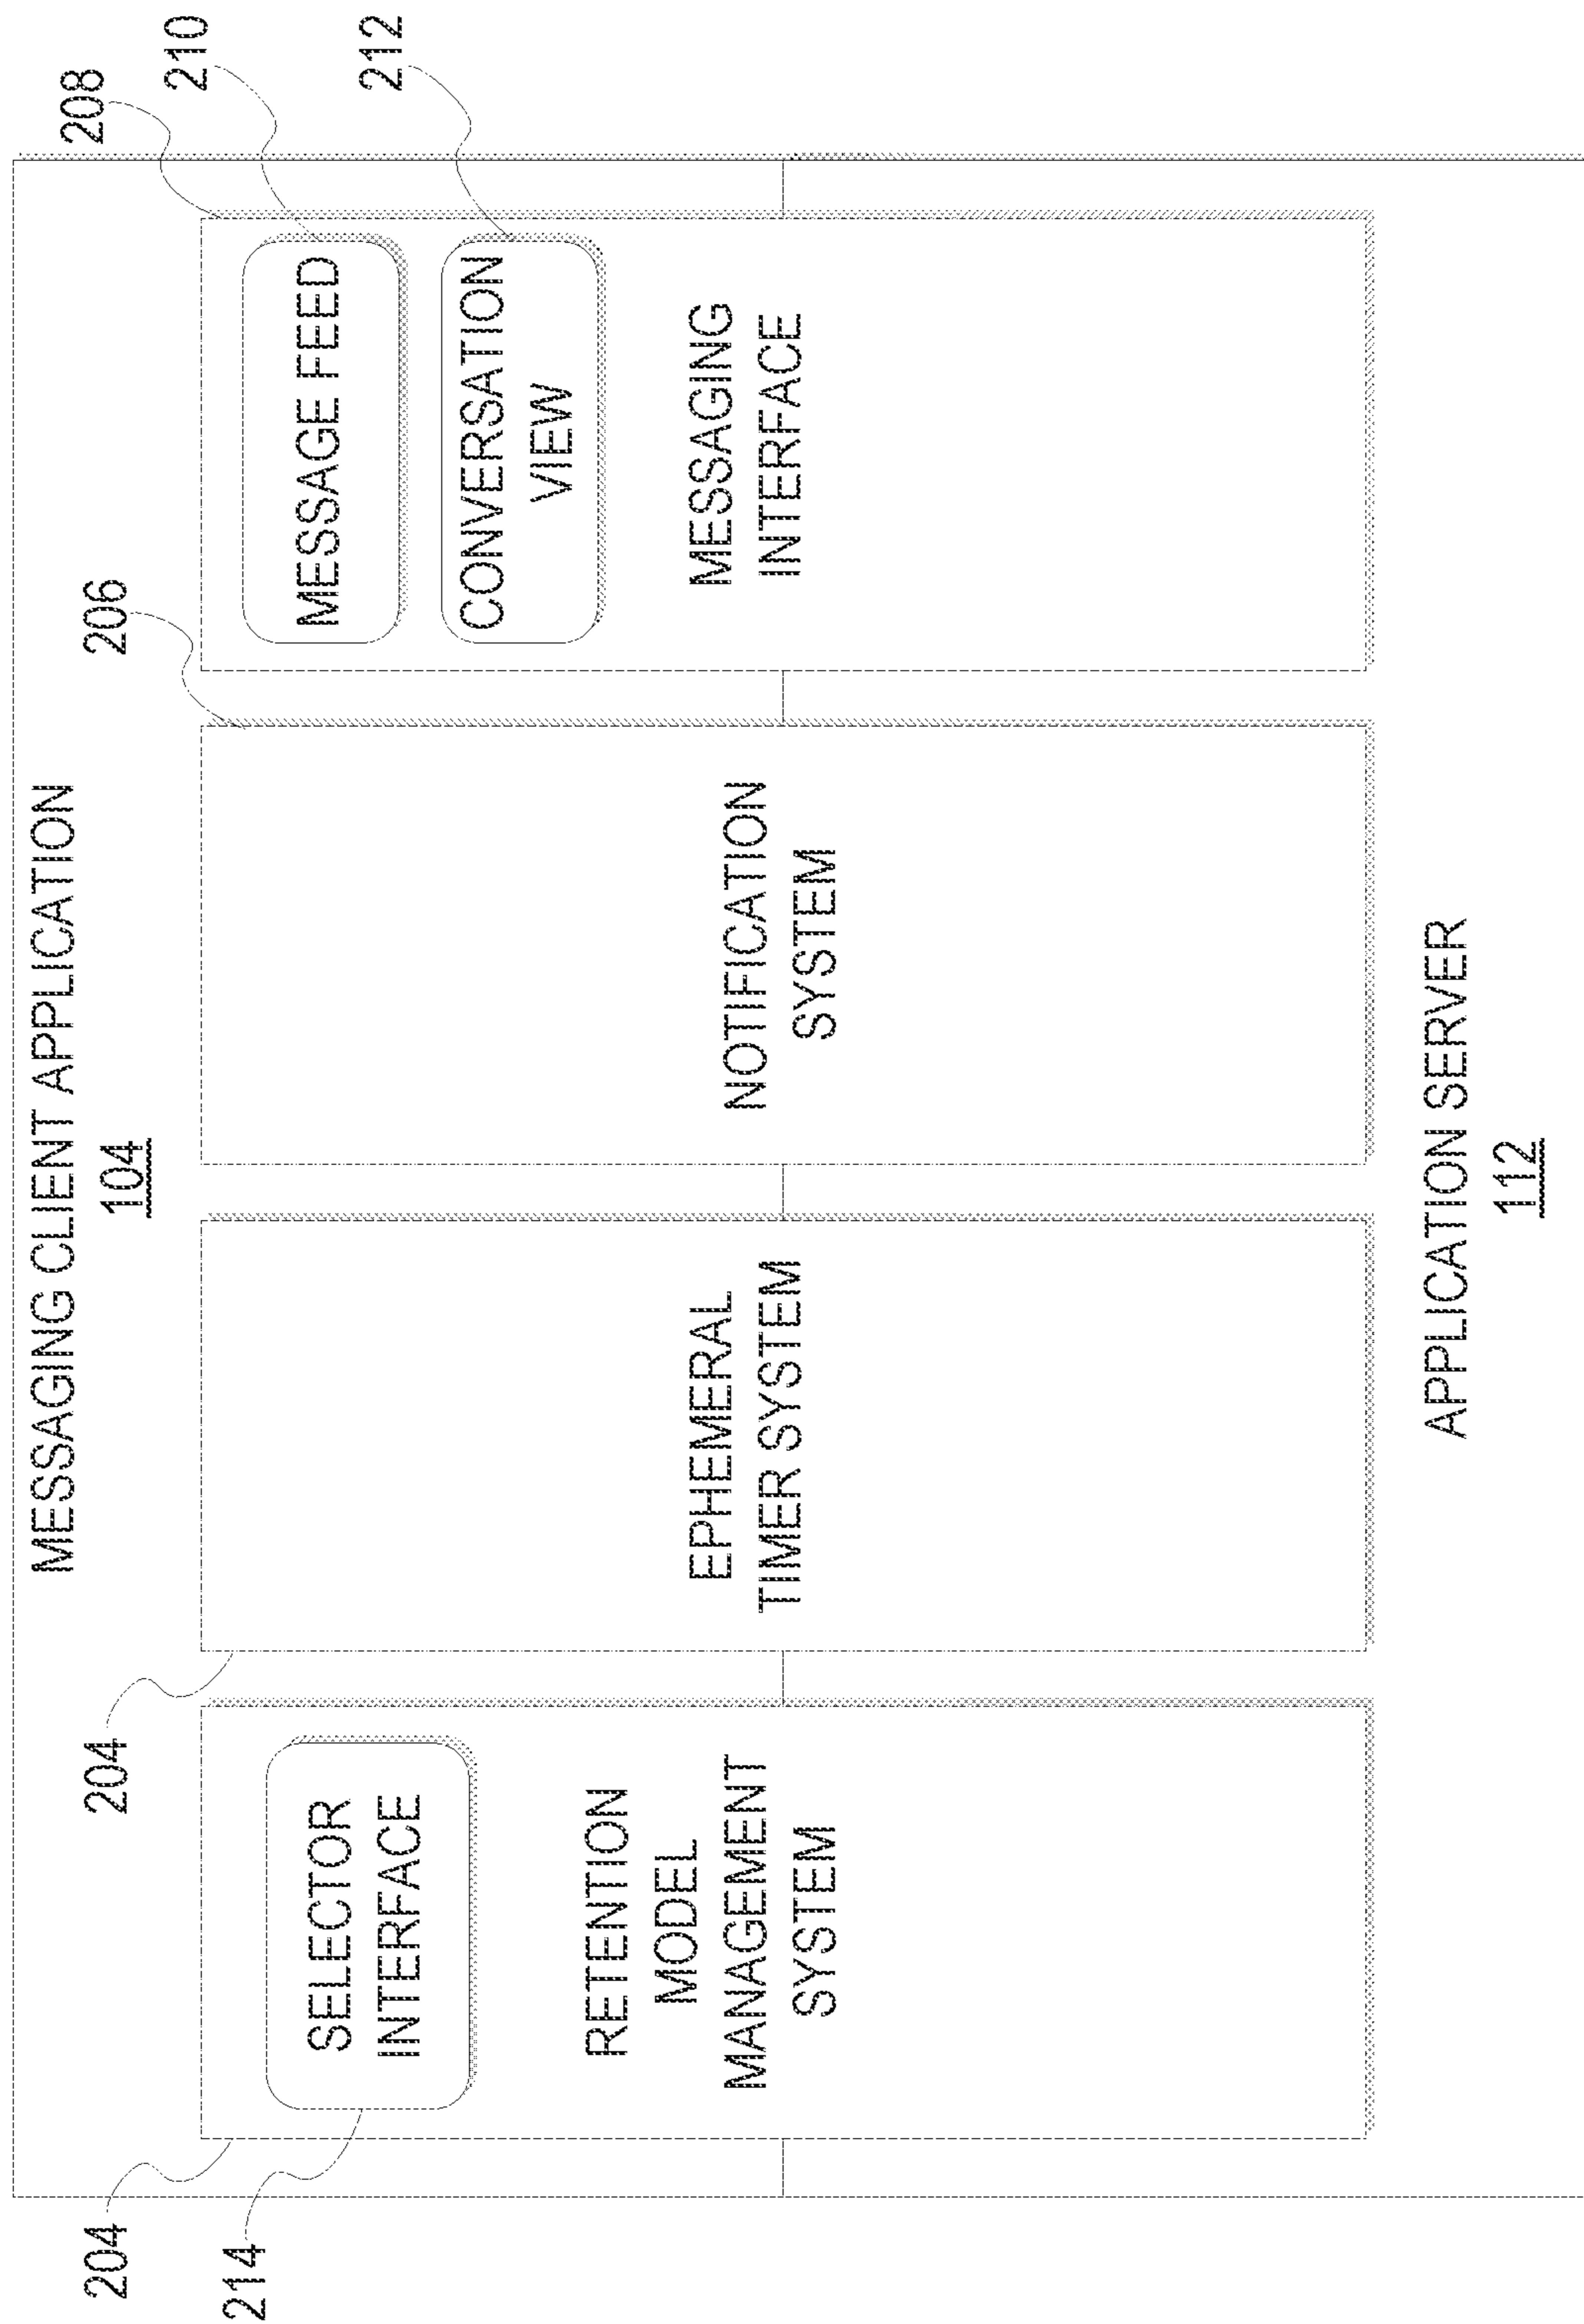 MESSAGING CLIENT APPLICATION
104
204
214
SELECTOR
INTERFACE
RETENTION
MODEL
MANAGEMENT
SYSTEM
204
EPHEMERAL
TIMER SYSTEM
206
NOTIFICATION
SYSTEM
208
210
212
MESSAGE FEED
CONVERSATION
VIEW
MESSAGING
INTERFACE
APPLICATION SERVER
112